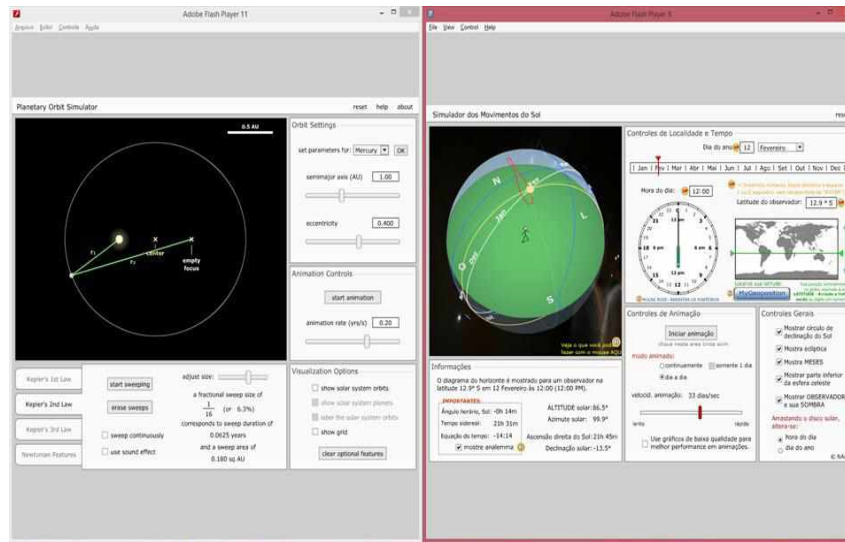 Adobe Flash Player 11
Arquivo Exibir Controle Ajuda
Planetary Orbit Simulator
reset help about
0.5 AU
r₁
r₂
center
empty
focus
Orbit Settings
set parameters for: Mercury OK
semimajor axis (AU) 1.00
eccentricity 0.400
Animation Controls
start animation
animation rate (yrs/s) 0.20
Visualization Options
show solar system orbits
show solar system planets
label the solar system orbits
show grid
clear optional features
Kepler's 1st Law
Kepler's 2nd Law
Kepler's 3rd Law
Newtonian Features
start sweeping
erase sweeps
sweep continuously
use sound effect
adjust size:
a fractional sweep size of
1
16 (or 6.3%)
corresponds to sweep duration of
0.0625 years
and a sweep area of
0.180 sq AU
File View Control Help
Simulador dos Movimentos do Sol
N
L
S
O
Veja o que você pode
fazer com o mouse AQUI
Controles de Localidade e Tempo
Dia do ano: 12 Fevereiro
Jan Fev Mar Abr Mai Jun Jul Ago Set Out Nov Dez
Hora do dia: 12:00
Latitude do observador: 12.9 ° S
MyGeoposition
Informações
O diagrama do horizonte é mostrado para um observador na
latitude 12.9° S em 12 Fevereiro às 12:00 (12:00 PM).
IMPORTANTES:
Ângulo horário, Sol: -0h 14m
Tempo sidereal: 21h 31m
Equação do tempo: -14:14
mostre analemma
ALTITUDE solar: 86.5°
Azimute solar: 99.9°
Ascensão direita do Sol: 21h 45m
Declinação solar: -13.5°
Controles de Animação
Iniciar animação
modo animado:
continuamente somente 1 dia
dia a dia
velocid. animação: 33 dias/sec
lento
Use gráficos de baixa qualidade para
melhor performance em animações.
Controles Gerais
Mostrar círculo de
declinação do Sol
Mostra eclíptica
Mostra MESES
Mostrar parte inferior
da esfera celeste
Mostrar OBSERVADOR
e sua SOMBRA
Arrastando o disco solar,
altera-se:
hora do dia
dia do ano